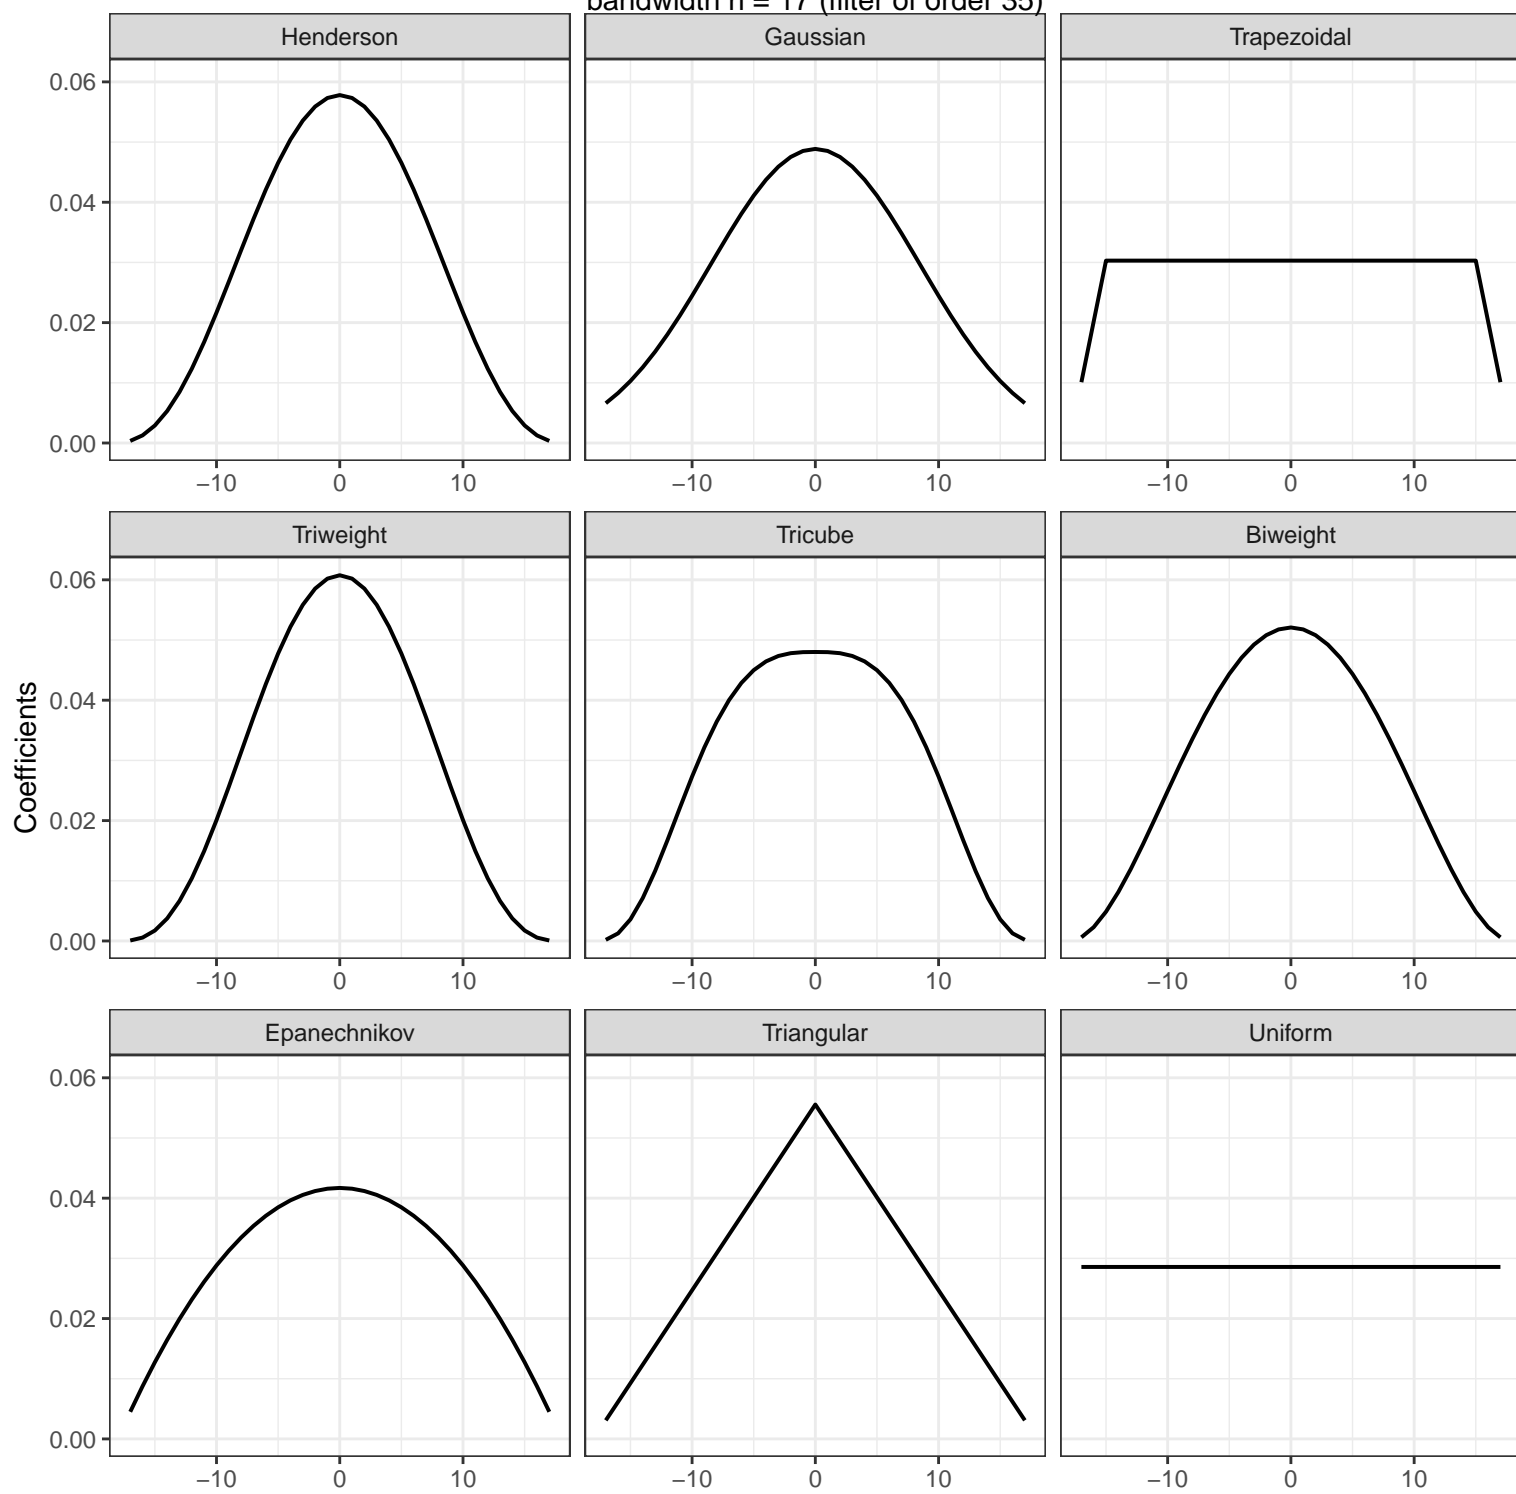 bandwidth h = 17 (filter of order 35)
Henderson Gaussian Trapezoidal
0.06
0.04
0.02
0.00
−10 0 10 −10 0 10 −10 0 10
Triweight Tricube Biweight
0.06
0.04
0.02
0.00
Coefficients
−10 0 10 −10 0 10 −10 0 10
Epanechnikov Triangular Uniform
0.06
0.04
0.02
0.00
−10 0 10 −10 0 10 −10 0 10